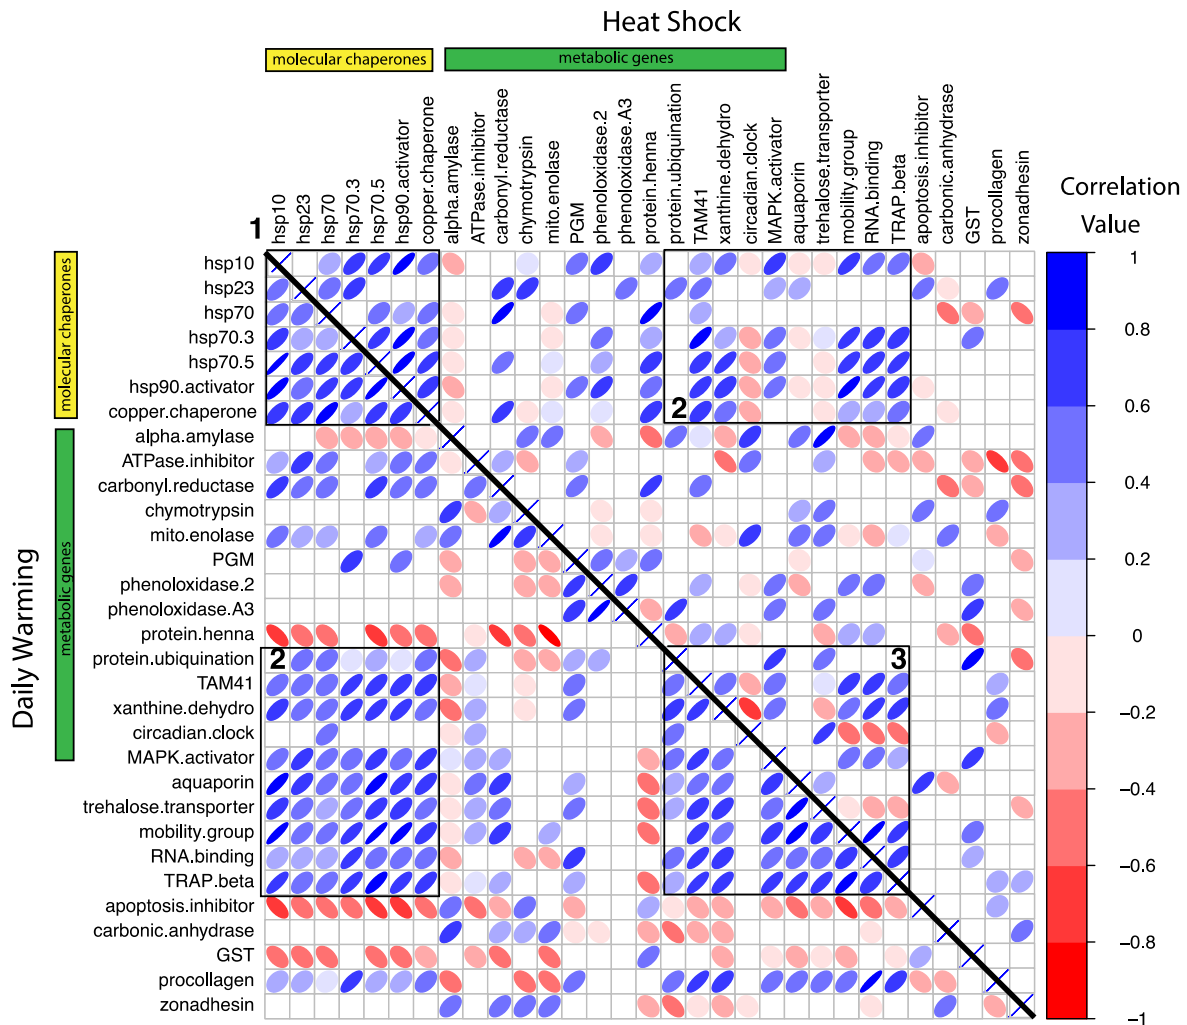 Heat Shock
molecular chaperones
metabolic genes
hsp10
hsp23
hsp70
hsp70.3
hsp70.5
hsp90.activator
copper.chaperone
alpha.amylase
ATPase.inhibitor
carbonyl.reductase
chymotrypsin
mito.enolase
PGM
phenoloxidase.2
phenoloxidase.A3
protein.henna
protein.ubiquination
TAM41
xanthine.dehydro
circadian.clock
MAPK.activator
aquaporin
trehalose.transporter
mobility.group
RNA.binding
TRAP.beta
apoptosis.inhibitor
carbonic.anhydrase
GST
procollagen
zonadhesin
Correlation
Value
1
Daily Warming
molecular chaperones
metabolic genes
hsp10
hsp23
hsp70
hsp70.3
hsp70.5
hsp90.activator
copper.chaperone
2
alpha.amylase
ATPase.inhibitor
carbonyl.reductase
chymotrypsin
mito.enolase
PGM
phenoloxidase.2
phenoloxidase.A3
protein.henna
protein.ubiquination
2
3
TAM41
xanthine.dehydro
circadian.clock
MAPK.activator
aquaporin
trehalose.transporter
mobility.group
RNA.binding
TRAP.beta
apoptosis.inhibitor
carbonic.anhydrase
GST
procollagen
zonadhesin
1
0.8
0.6
0.4
0.2
0
−0.2
−0.4
−0.6
−0.8
−1